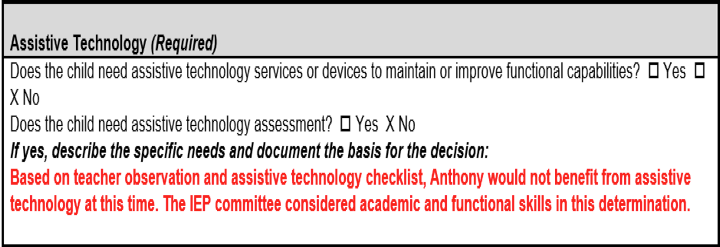 Assistive Technology (Required)
Does the child need assistive technology services or devices to maintain or improve functional capabilities? ☐ Yes ☐
X No
Does the child need assistive technology assessment? ☐ Yes X No
If yes, describe the specific needs and document the basis for the decision:
Based on teacher observation and assistive technology checklist, Anthony would not benefit from assistive
technology at this time. The IEP committee considered academic and functional skills in this determination.